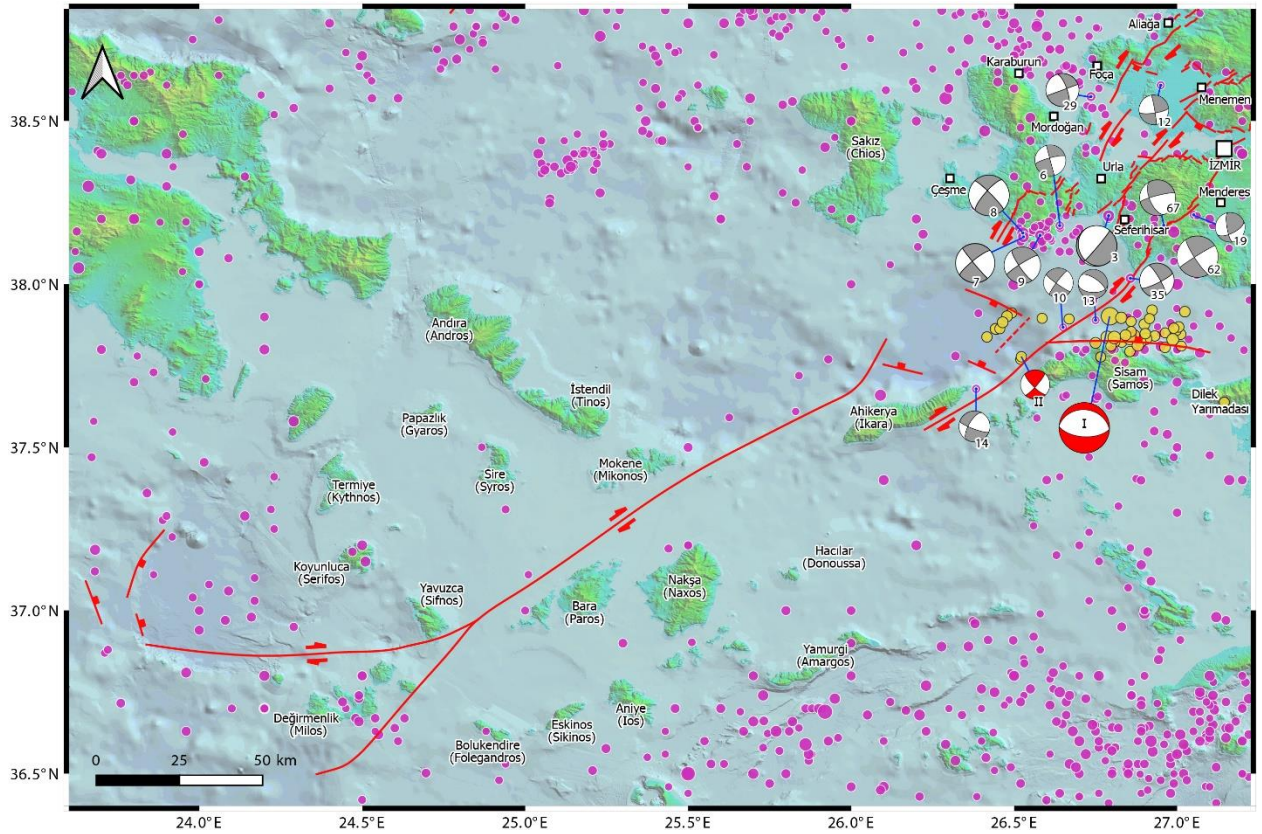 Aliağa
Karaburun
Foça
Menemen
29
12
38.5°N
Mordoğan
Sakız
(Chios)
İZMİR
6
Urla
Çeşme
Menderes
8
67
Seferihisar
19
3
7
9
62
38.0°N
10
13
35
Andıra
(Andros)
İstendil
(Tinos)
Sisam
(Samos)
II
Dilek
Yarımadası
Papazlık
(Gyaros)
Ahikerya
(Ikara)
I
14
37.5°N
Mokene
(Mikonos)
Sire
(Syros)
Termiye
(Kythnos)
Hacılar
(Donoussa)
Koyunluca
(Serifos)
Nakşa
(Naxos)
Yavuzca
(Sifnos)
Bara
(Paros)
37.0°N
Yamurgi
(Amargos)
Değirmenlik
(Milos)
Aniye
(Ios)
Eskinos
(Sikinos)
Bolukendire
(Folegandros)
0 25 50 km
36.5°N
24.0°E 24.5°E 25.0°E 25.5°E 26.0°E 26.5°E 27.0°E